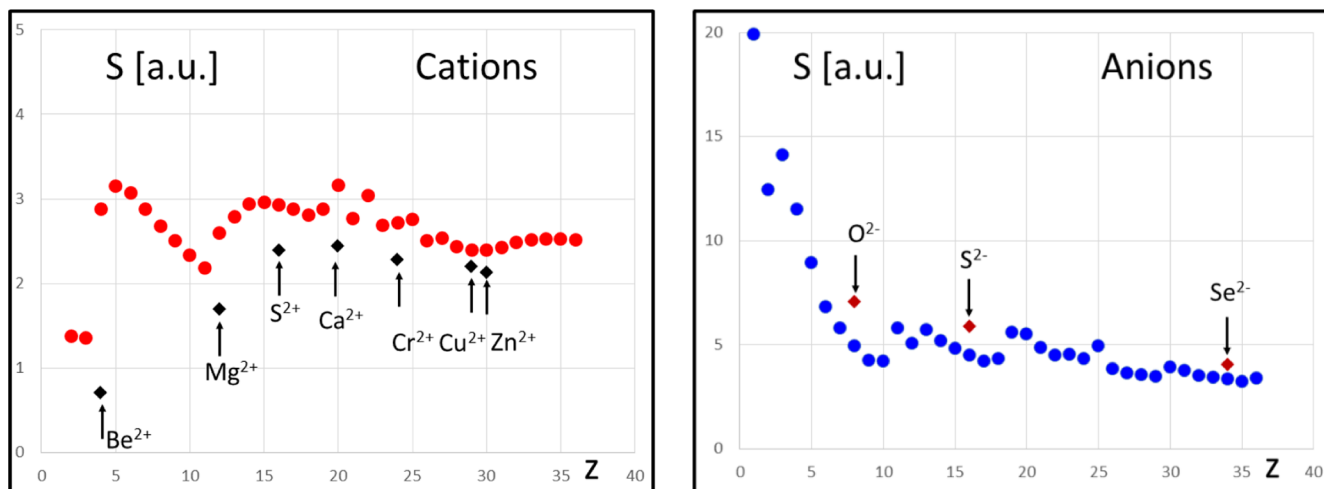 S [a.u.] Cations
5
4
3
2
1
0
S²⁺
Ca²⁺
Cr²⁺ Cu²⁺ Zn²⁺
Mg²⁺
Be²⁺
0 5 10 15 20 25 30 35 40
Z
S [a.u.] Anions
20
15
10
5
0
O²⁻
S²⁻
Se²⁻
0 5 10 15 20 25 30 35 40
Z